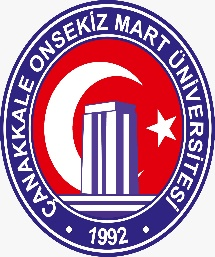 ÇANAKKALE ONSEKİZ MART ÜNİVERSİTESİ
• 1992 •